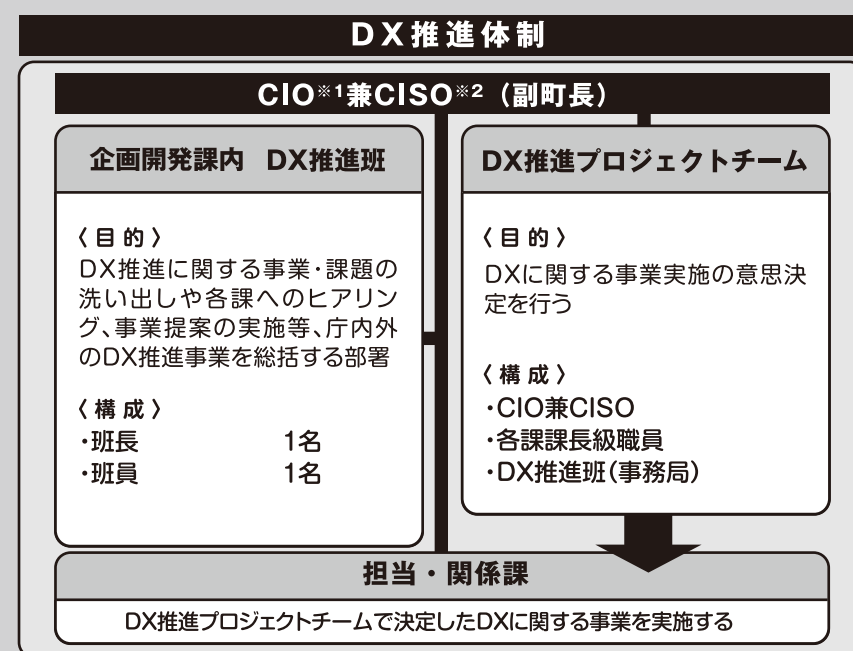 DX推進体制
CIO※1兼CISO※2（副町長）
企画開発課内　DX推進班
〈目的〉
DX推進に関する事業・課題の
洗い出しや各課へのヒアリン
グ、事業提案の実施等、庁内外
のDX推進事業を総括する部署
〈構成〉
・班長　1名
・班員　1名
DX推進プロジェクトチーム
〈目的〉
DXに関する事業実施の意思決
定を行う
〈構成〉
・CIO兼CISO
・各課課長級職員
・DX推進班（事務局）
担当・関係課
DX推進プロジェクトチームで決定したDXに関する事業を実施する